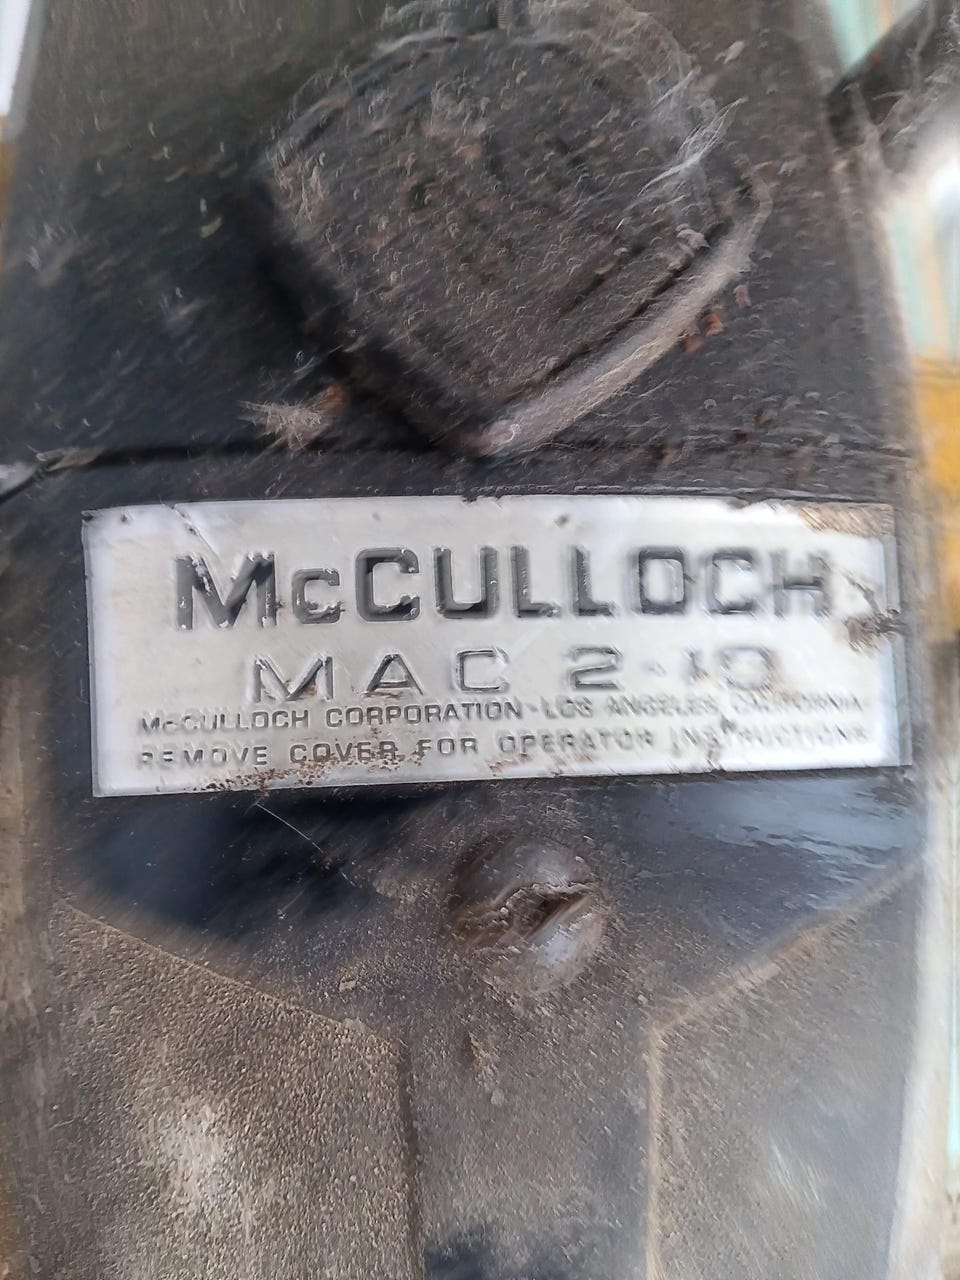 McCULLOCH
MAC 2-10
McCULLOCH CORPORATION-LOS ANGELES, CALIFORNIA
REMOVE COVER FOR OPERATOR INSTRUCTIONS